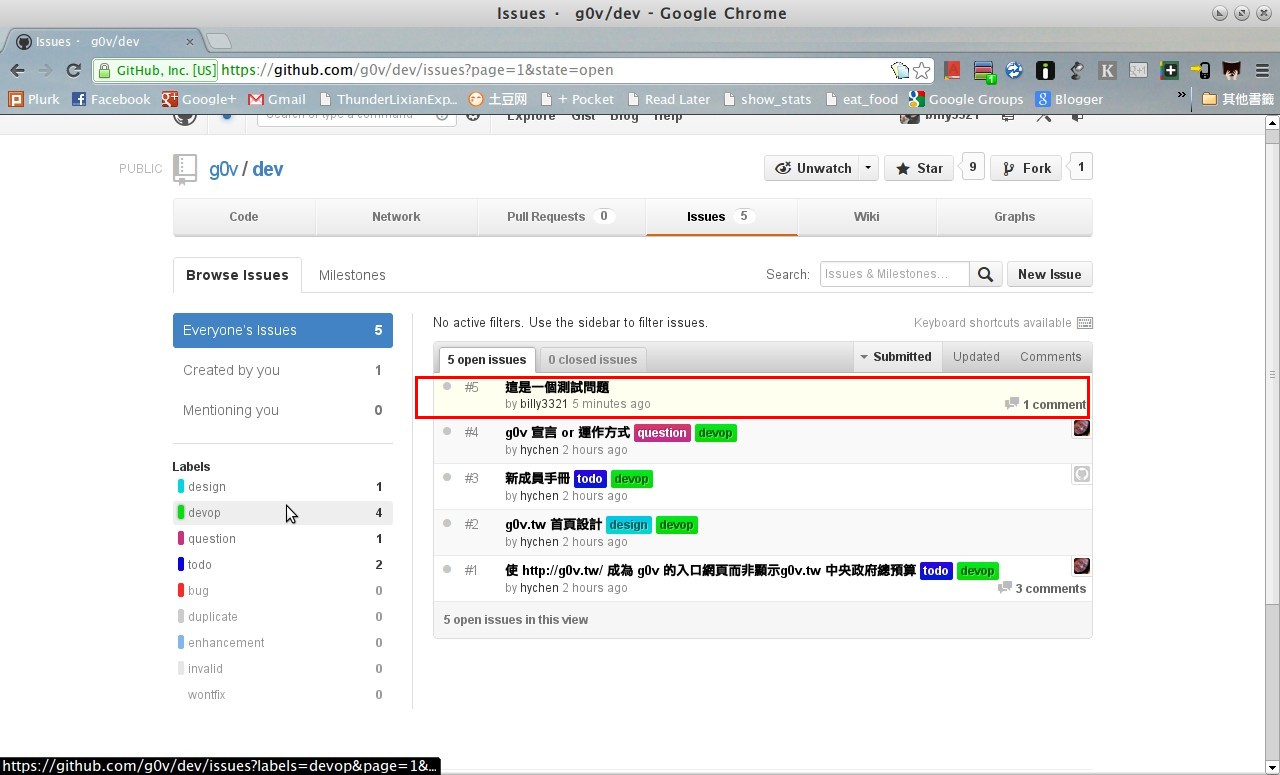 Issues · g0v/dev - Google Chrome
Issues · g0v/dev
GitHub, Inc. [US] https://github.com/g0v/dev/issues?page=1&state=open
Plurk Facebook Google+ Gmail ThunderLixianExp... 土豆网 + Pocket Read Later show_stats eat_food Google Groups Blogger » 其他書籤
Search or type a command Explore Gist Blog Help billy3321
PUBLIC g0v / dev Unwatch Star 9 Fork 1
Code Network Pull Requests 0 Issues 5 Wiki Graphs
Browse Issues Milestones Search: Issues & Milestones... New Issue
Everyone's Issues 5
Created by you 1
Mentioning you 0
Labels
design 1
devop 4
question 1
todo 2
bug 0
duplicate 0
enhancement 0
invalid 0
wontfix 0
No active filters. Use the sidebar to filter issues. Keyboard shortcuts available
5 open issues 0 closed issues Submitted Updated Comments
#5 這是一個測試問題
by billy3321 5 minutes ago 1 comment
#4 g0v 宣言 or 運作方式 question devop
by hychen 2 hours ago
#3 新成員手冊 todo devop
by hychen 2 hours ago
#2 g0v.tw 首頁設計 design devop
by hychen 2 hours ago
#1 使 http://g0v.tw/ 成為 g0v 的入口網頁而非顯示g0v.tw 中央政府總預算 todo devop
by hychen 2 hours ago 3 comments
5 open issues in this view
https://github.com/g0v/dev/issues?labels=devop&page=1&...